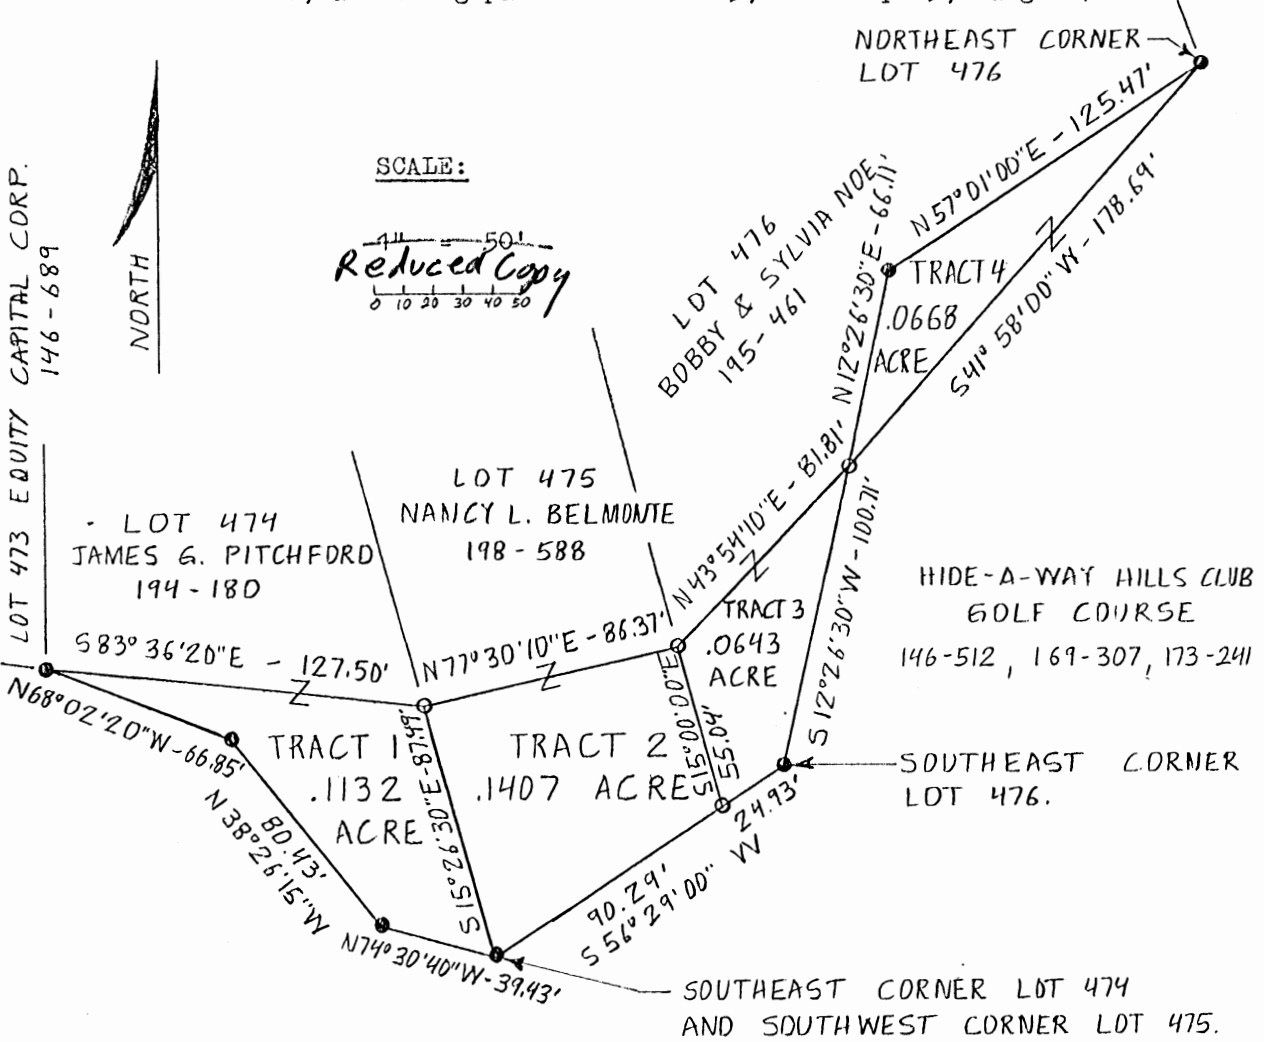 NORTHEAST CORNER
LOT 476
N57°01'00"E - 125.47'
S41° 58'00" W - 178.69'
SCALE:
1" = 50'
Reduced Copy
0 10 20 30 40 50
NORTH
LOT 473 EQUITY CAPITAL CORP.
146-689
LOT 476
BOBBY & SYLVIA NOE
195-461
N12°26'30"E - 66.11'
TRACT 4
.0668
ACRE
LOT 475
NANCY L. BELMONTE
198-588
LOT 474
JAMES G. PITCHFORD
194-180
N43°54'10"E - 81.81'
S12°26'30"W - 100.71'
HIDE-A-WAY HILLS CLUB
GOLF COURSE
146-512, 169-307, 173-241
S83°36'20"E - 127.50'
N77°30'10"E - 86.37'
TRACT 3
.0643
ACRE
N68°02'20"W - 66.85'
TRACT 1
.1132
ACRE
S15°26'30"E - 87.49'
TRACT 2
.1407 ACRE
S15°00'00"E
55.04'
SOUTHEAST CORNER
LOT 476.
24.93'
80.43'
N38°26'15"W
90.29'
S 56° 29'00" W
N74°30'40"W - 39.43'
SOUTHEAST CORNER LOT 474
AND SOUTHWEST CORNER LOT 475.